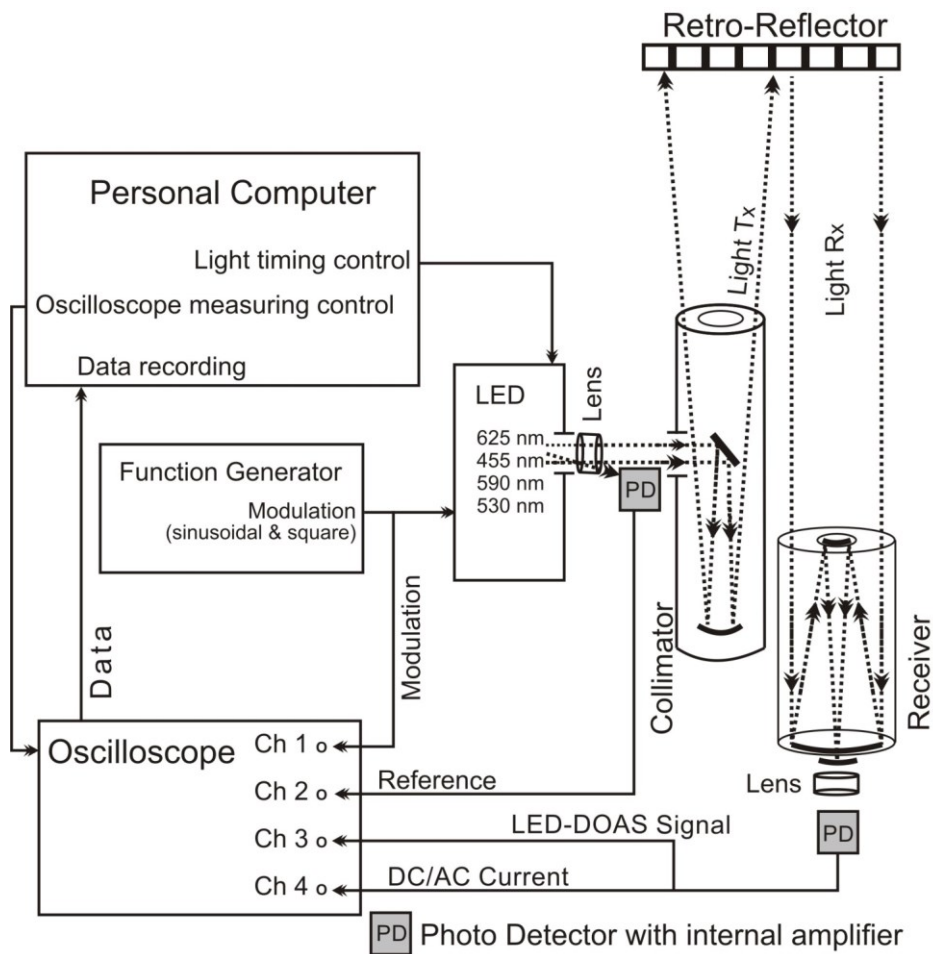 Retro-Reflector
Personal Computer
Light timing control
Oscilloscope measuring control
Data recording
Light Tx
Light Rx
LED
625 nm
455 nm
590 nm
530 nm
Lens
PD
Function Generator
Modulation
(sinusoidal & square)
Modulation
Data
Collimator
Receiver
Oscilloscope
Ch 1 o
Ch 2 o
Ch 3 o
Ch 4 o
Reference
LED-DOAS Signal
DC/AC Current
Lens
PD
PD Photo Detector with internal amplifier